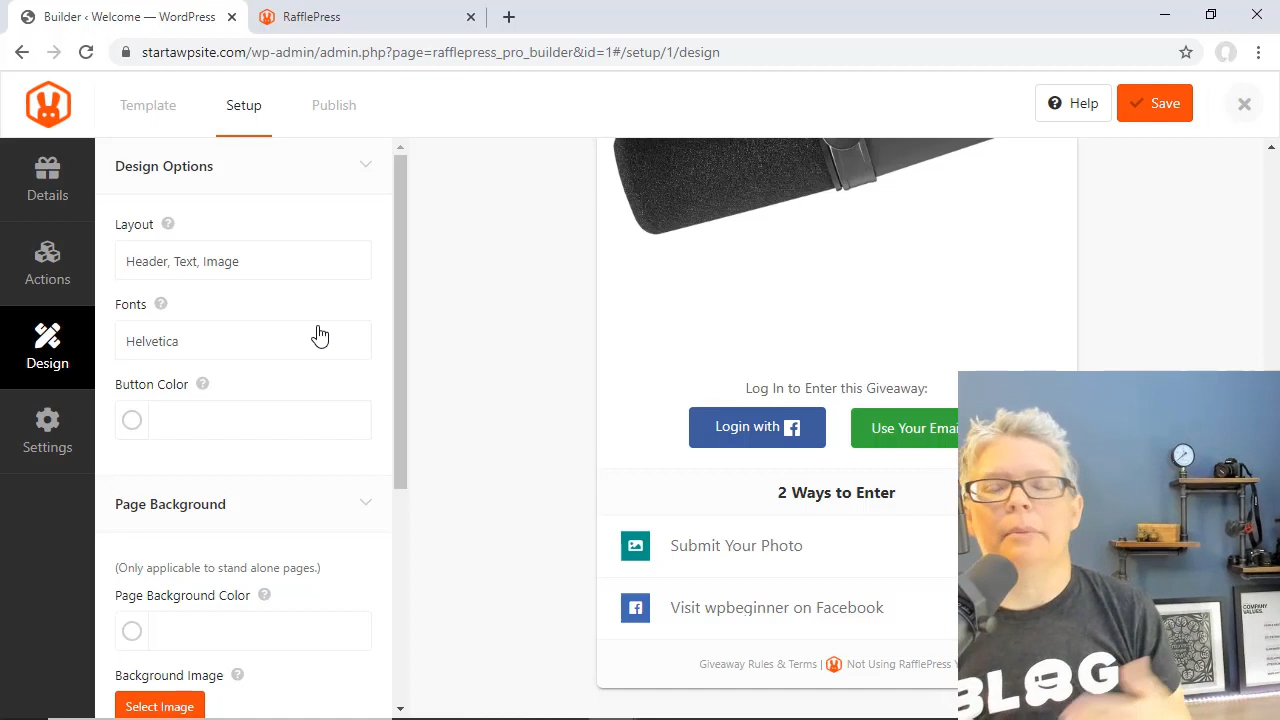 Builder ‹ Welcome — WordPress
RafflePress
startawpsite.com/wp-admin/admin.php?page=rafflepress_pro_builder&id=1#/setup/1/design
Template
Setup
Publish
Help
Save
Details
Actions
Design
Settings
Design Options
Layout
Header, Text, Image
Fonts
Helvetica
Button Color
Page Background
(Only applicable to stand alone pages.)
Page Background Color
Background Image
Select Image
Log In to Enter this Giveaway:
Login with
Use Your Emai
2 Ways to Enter
Submit Your Photo
Visit wpbeginner on Facebook
Giveaway Rules & Terms | Not Using RafflePress Y
COMPANY
VALUES
BLOG